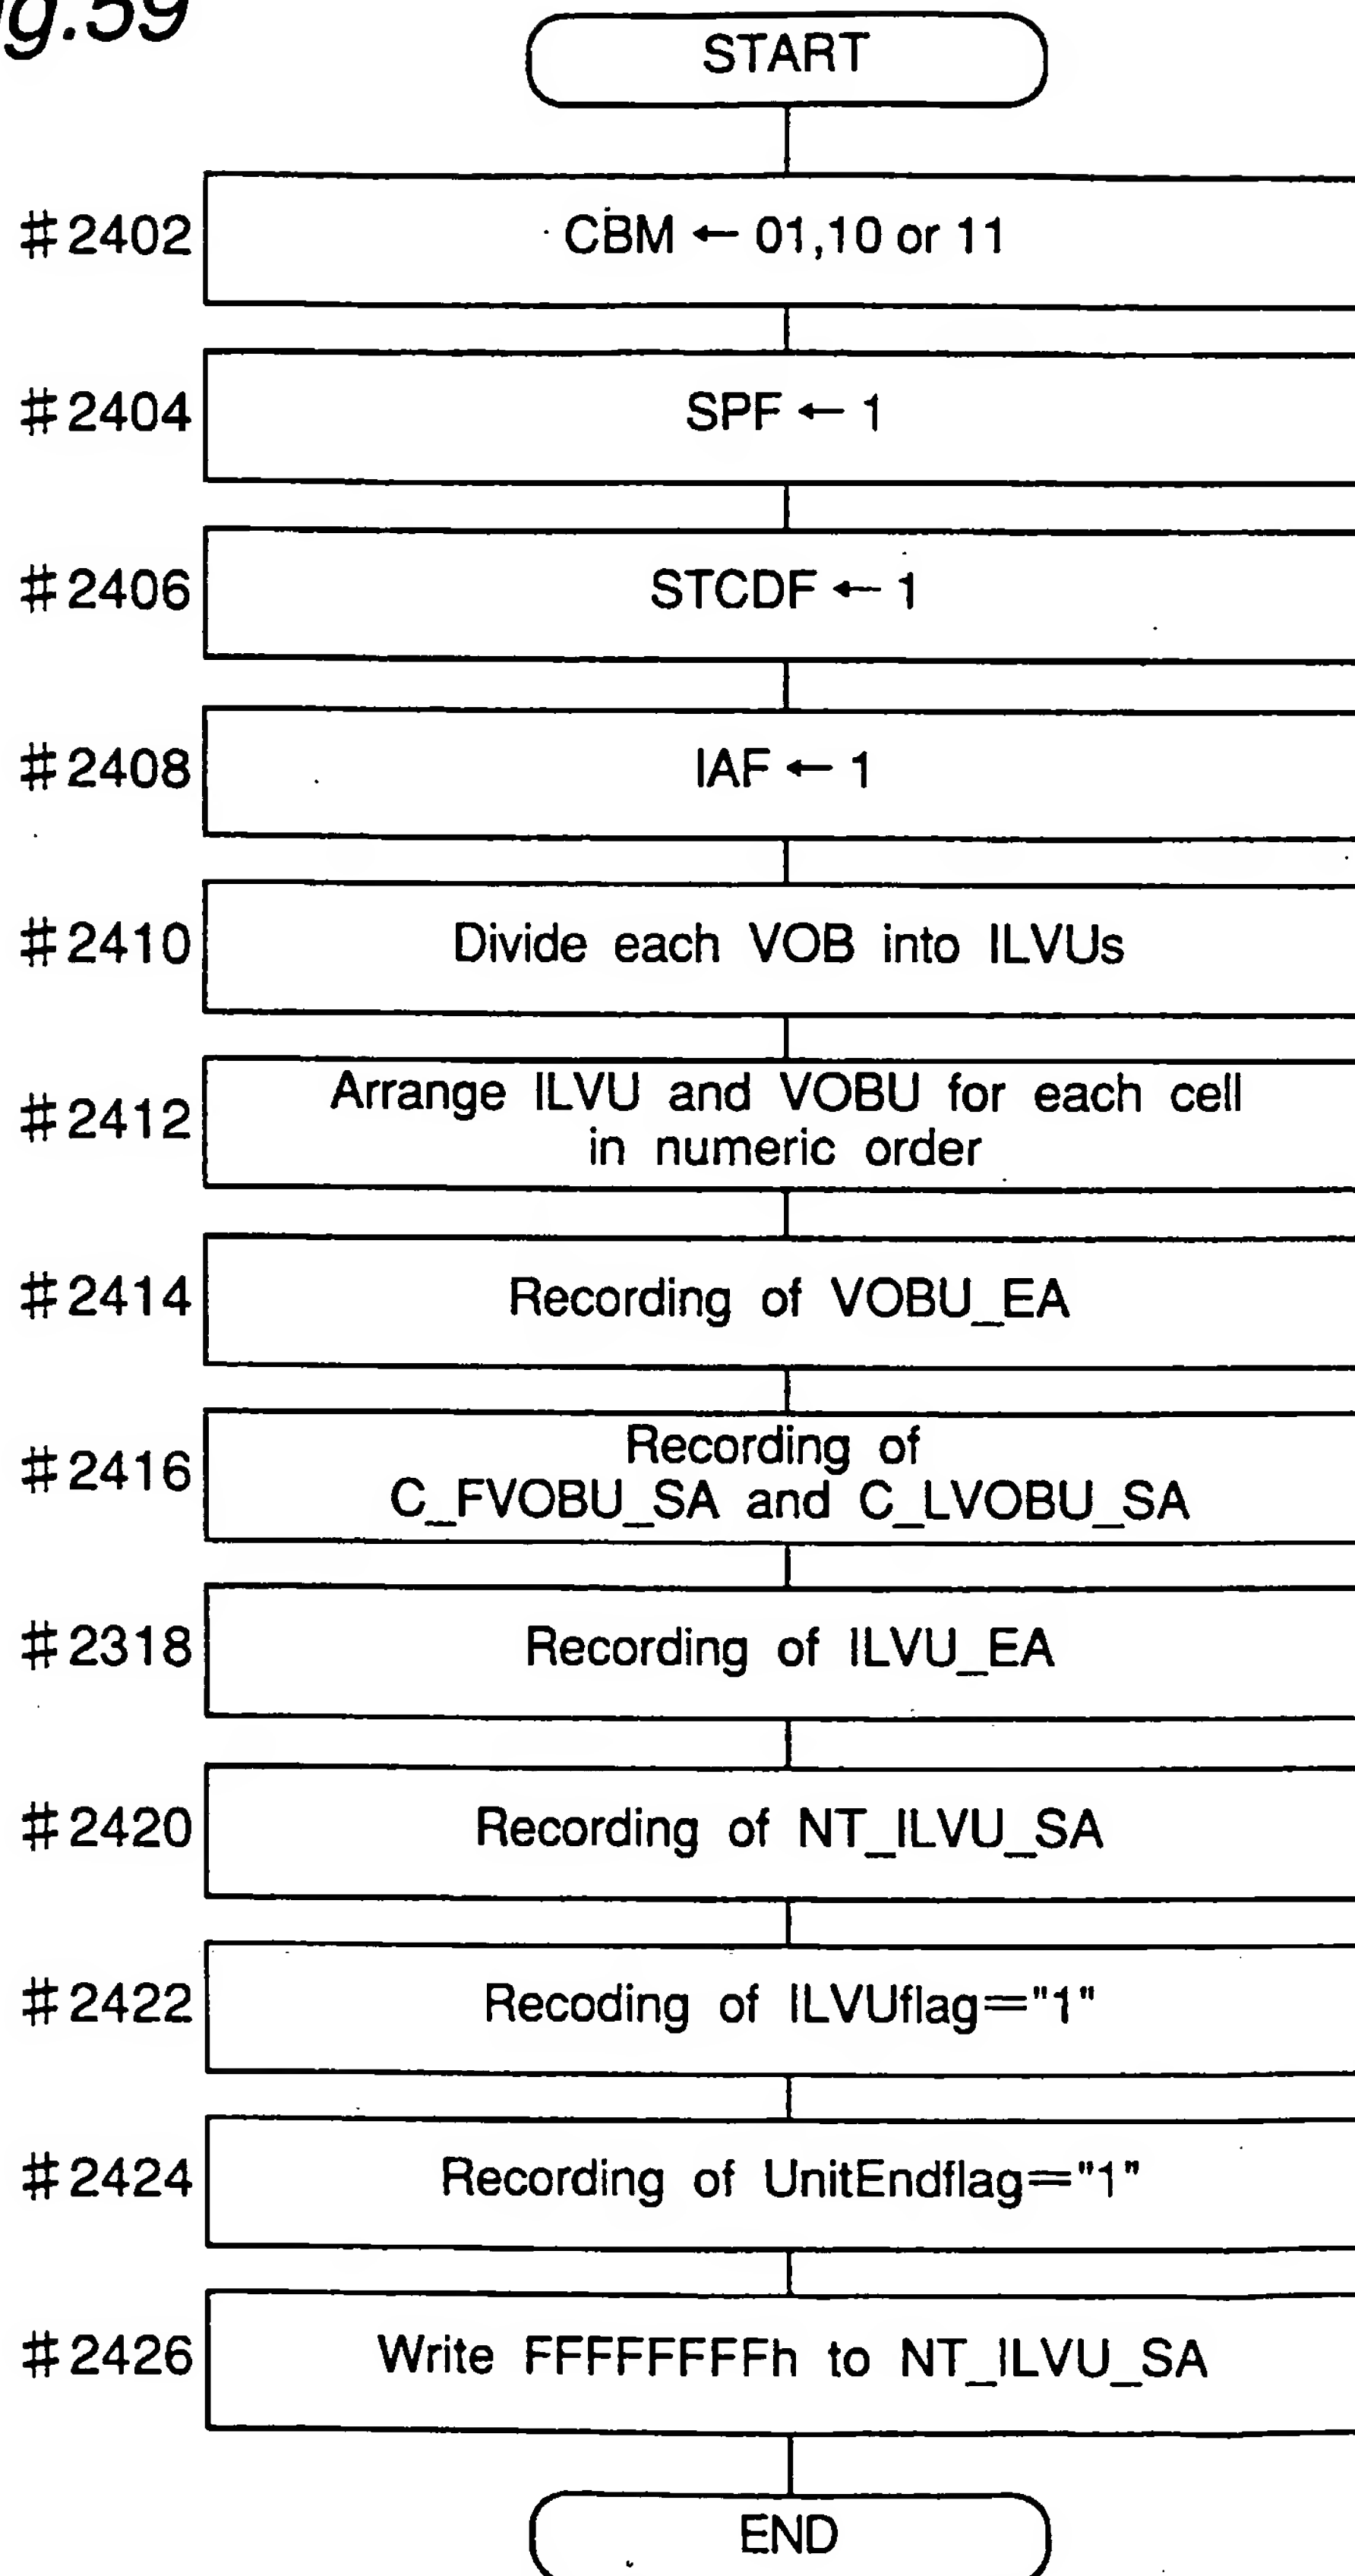 ig.59
START
#2402 CBM ← 01,10 or 11
#2404 SPF ← 1
#2406 STCDF ← 1
#2408 IAF ← 1
#2410 Divide each VOB into ILVUs
#2412 Arrange ILVU and VOBU for each cell
in numeric order
#2414 Recording of VOBU_EA
#2416 Recording of
C_FVOBU_SA and C_LVOBU_SA
#2318 Recording of ILVU_EA
#2420 Recording of NT_ILVU_SA
#2422 Recoding of ILVUflag="1"
#2424 Recording of UnitEndflag="1"
#2426 Write FFFFFFFFh to NT_ILVU_SA
END